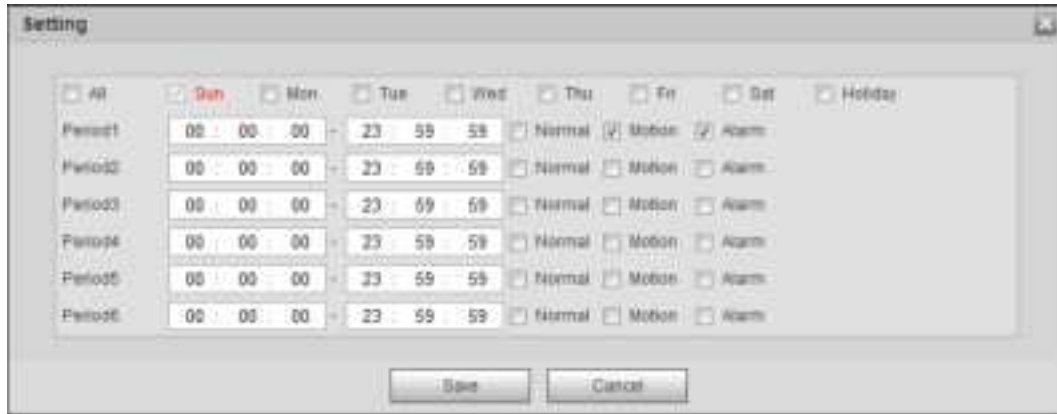 Setting
All Sun Mon Tue Wed Thu Fri Sat Holiday
Period1 00 : 00 : 00 - 23 : 59 : 59 Normal Motion Alarm
Period2 00 : 00 : 00 - 23 : 59 : 59 Normal Motion Alarm
Period3 00 : 00 : 00 - 23 : 59 : 59 Normal Motion Alarm
Period4 00 : 00 : 00 - 23 : 59 : 59 Normal Motion Alarm
Period5 00 : 00 : 00 - 23 : 59 : 59 Normal Motion Alarm
Period6 00 : 00 : 00 - 23 : 59 : 59 Normal Motion Alarm
Save Cancel